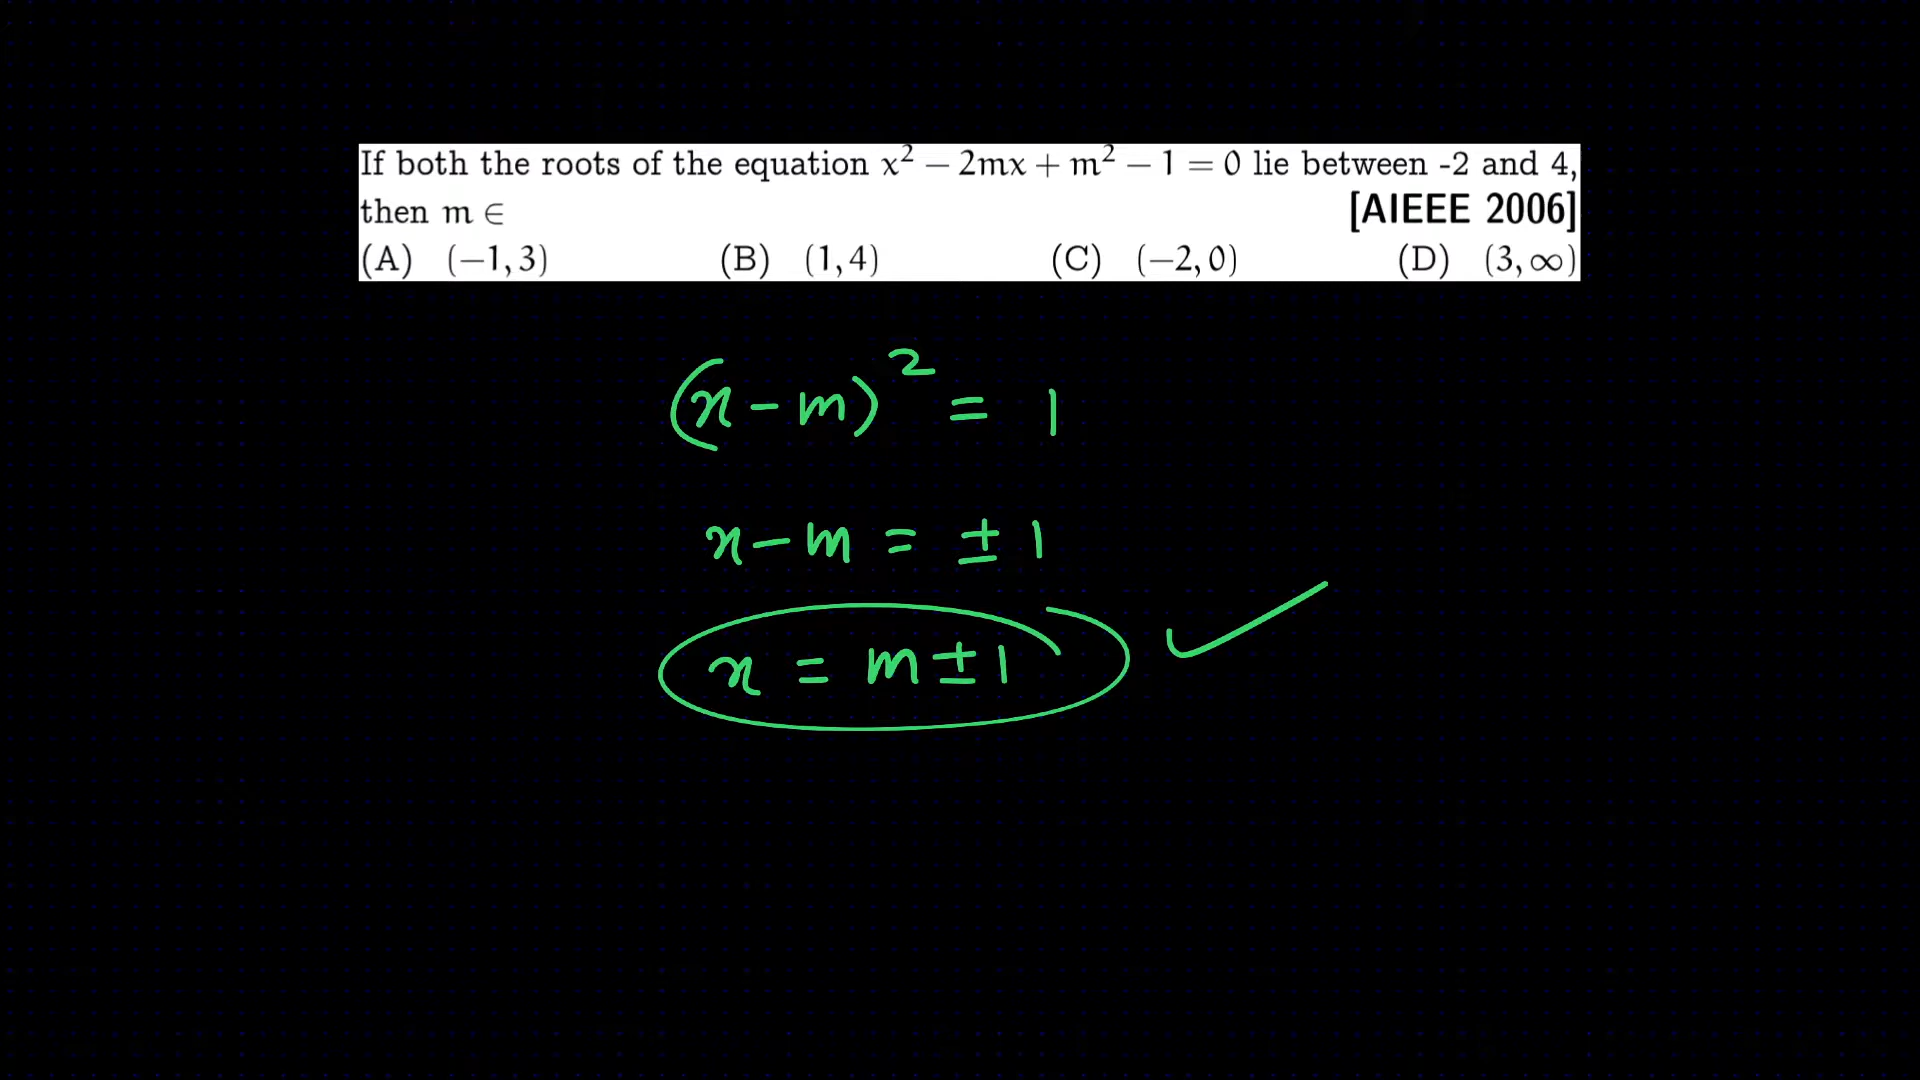 If both the roots of the equation x² − 2mx + m² − 1 = 0 lie between -2 and 4,
then m ∈ [AIEEE 2006]
(A) (−1, 3) (B) (1, 4) (C) (−2, 0) (D) (3, ∞)
(x − m)² = 1
x − m = ± 1
x = m ± 1